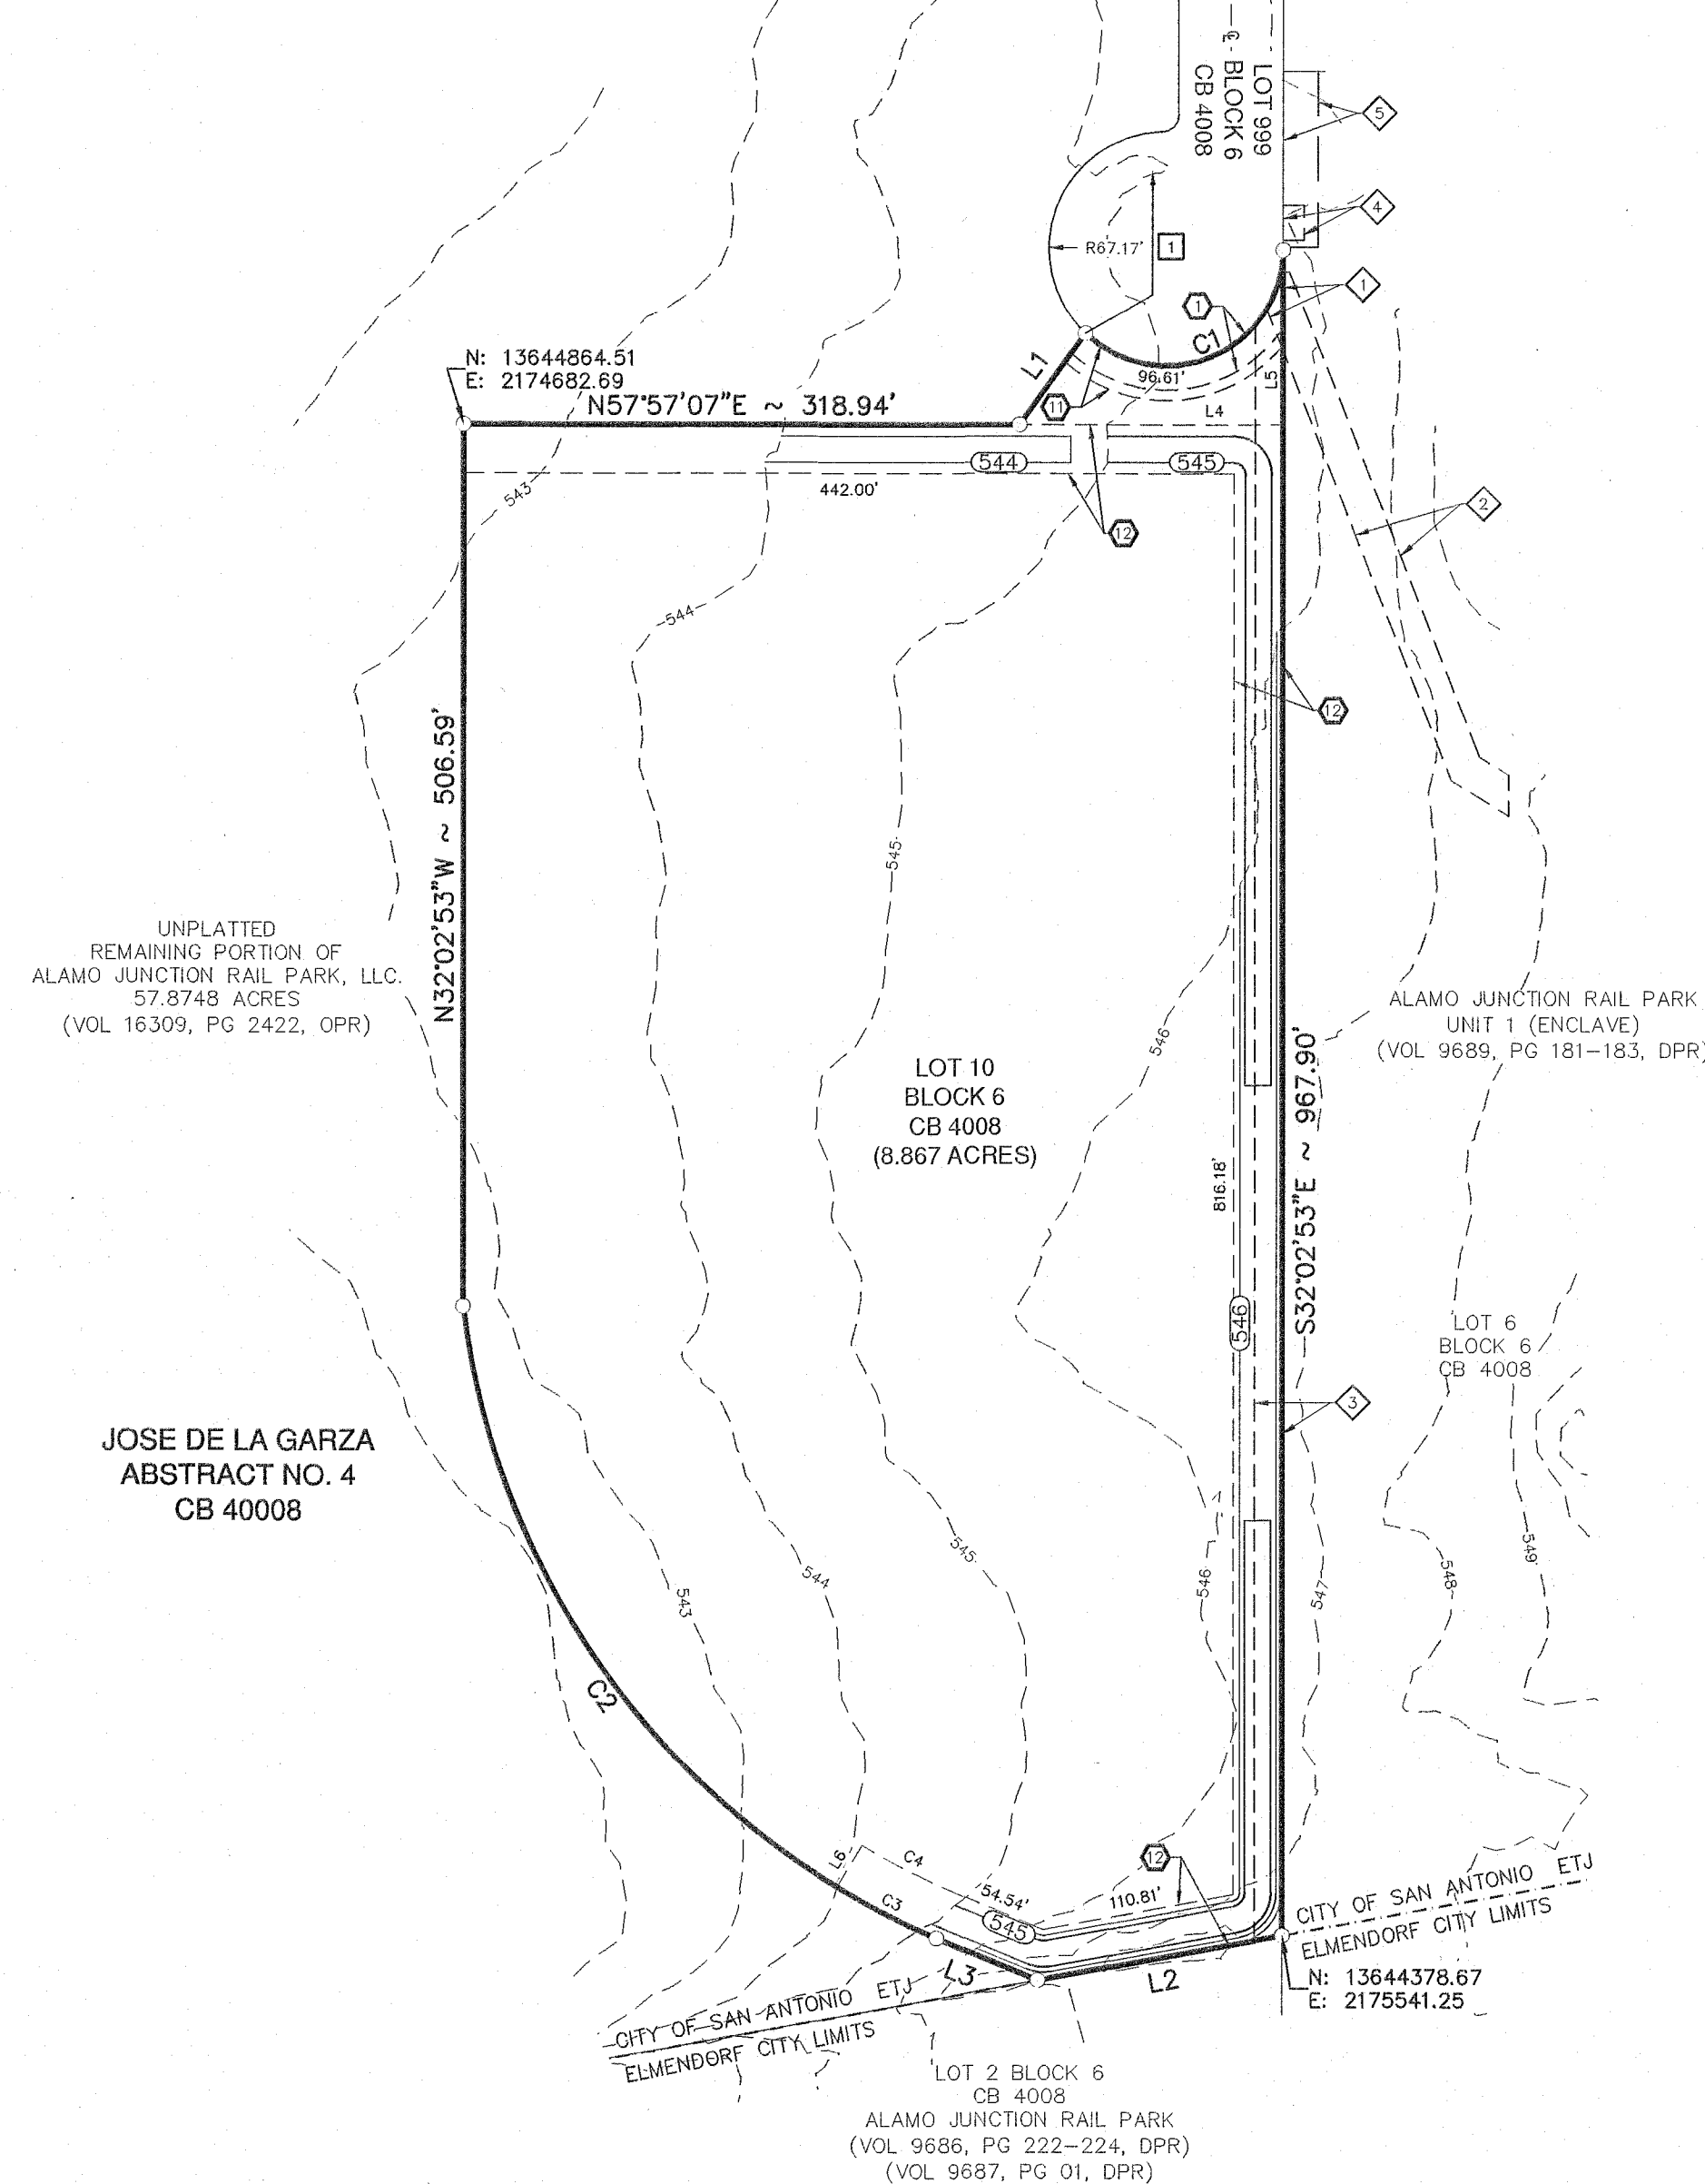 LOT 999
BLOCK 6
CB 4008
5
4
R67.17'
1
1
1
C1
96.61'
L1
L5
11
L4
N: 13644864.51
E: 2174682.69
N57°57'07"E ~ 318.94'
544
545
442.00'
543
12
2
544
12
N32°02'53"W ~ 506.59'
545
UNPLATTED
REMAINING PORTION OF
ALAMO JUNCTION RAIL PARK, LLC.
57.8748 ACRES
(VOL 16309, PG 2422, OPR)
546
ALAMO JUNCTION RAIL PARK
UNIT 1 (ENCLAVE)
(VOL 9689, PG 181-183, DPR)
LOT 10
BLOCK 6
CB 4008
(8.867 ACRES)
816.18'
S32°02'53"E ~ 967.90'
546
LOT 6
BLOCK 6
CB 4008
3
JOSE DE LA GARZA
ABSTRACT NO. 4
CB 40008
545
544
543
546
547
548
549
C2
L6
C4
12
54.54'
110.81'
C3
545
L3
L2
CITY OF SAN ANTONIO ETJ
ELMENDORF CITY LIMITS
N: 13644378.67
E: 2175541.25
CITY OF SAN ANTONIO ETJ
ELMENDORF CITY LIMITS
LOT 2 BLOCK 6
CB 4008
ALAMO JUNCTION RAIL PARK
(VOL 9686, PG 222-224, DPR)
(VOL 9687, PG 01, DPR)